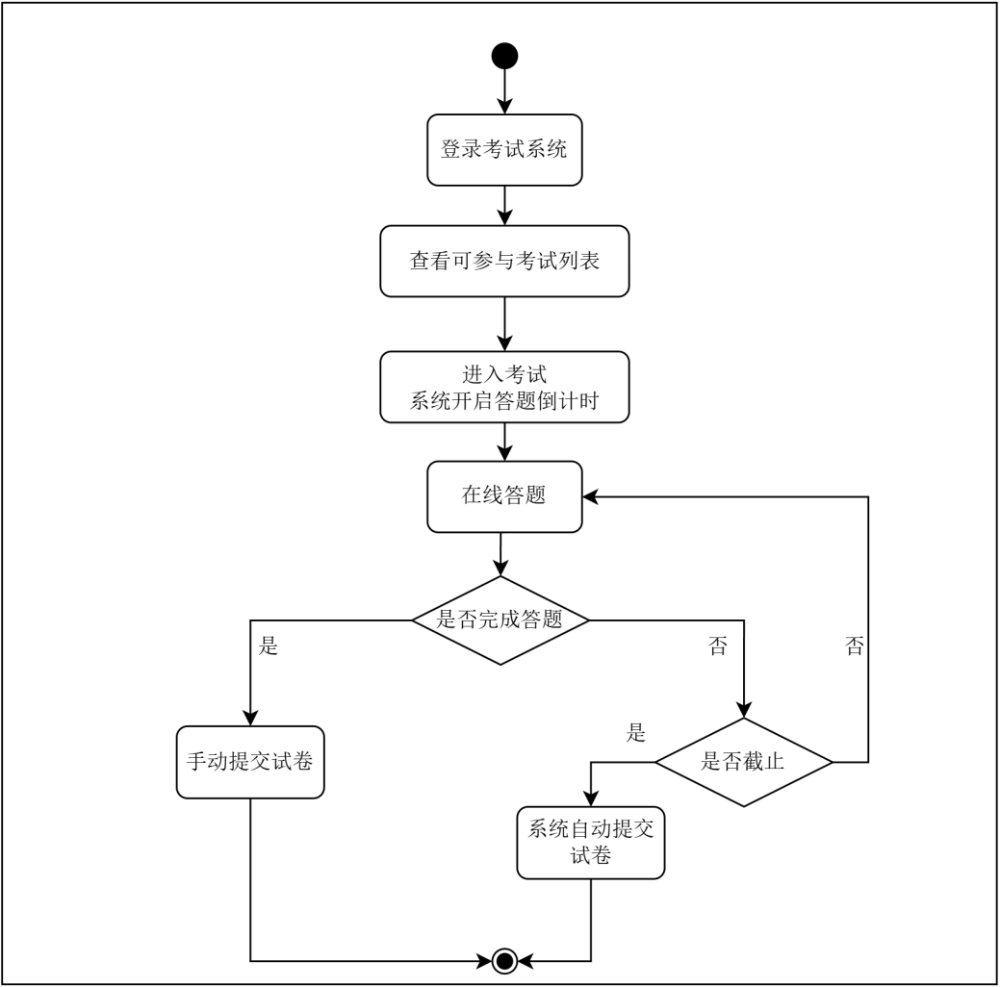 登录考试系统
查看可参与考试列表
进入考试
系统开启答题倒计时
在线答题
是否完成答题
是
否
否
手动提交试卷
是
是否截止
系统自动提交
试卷